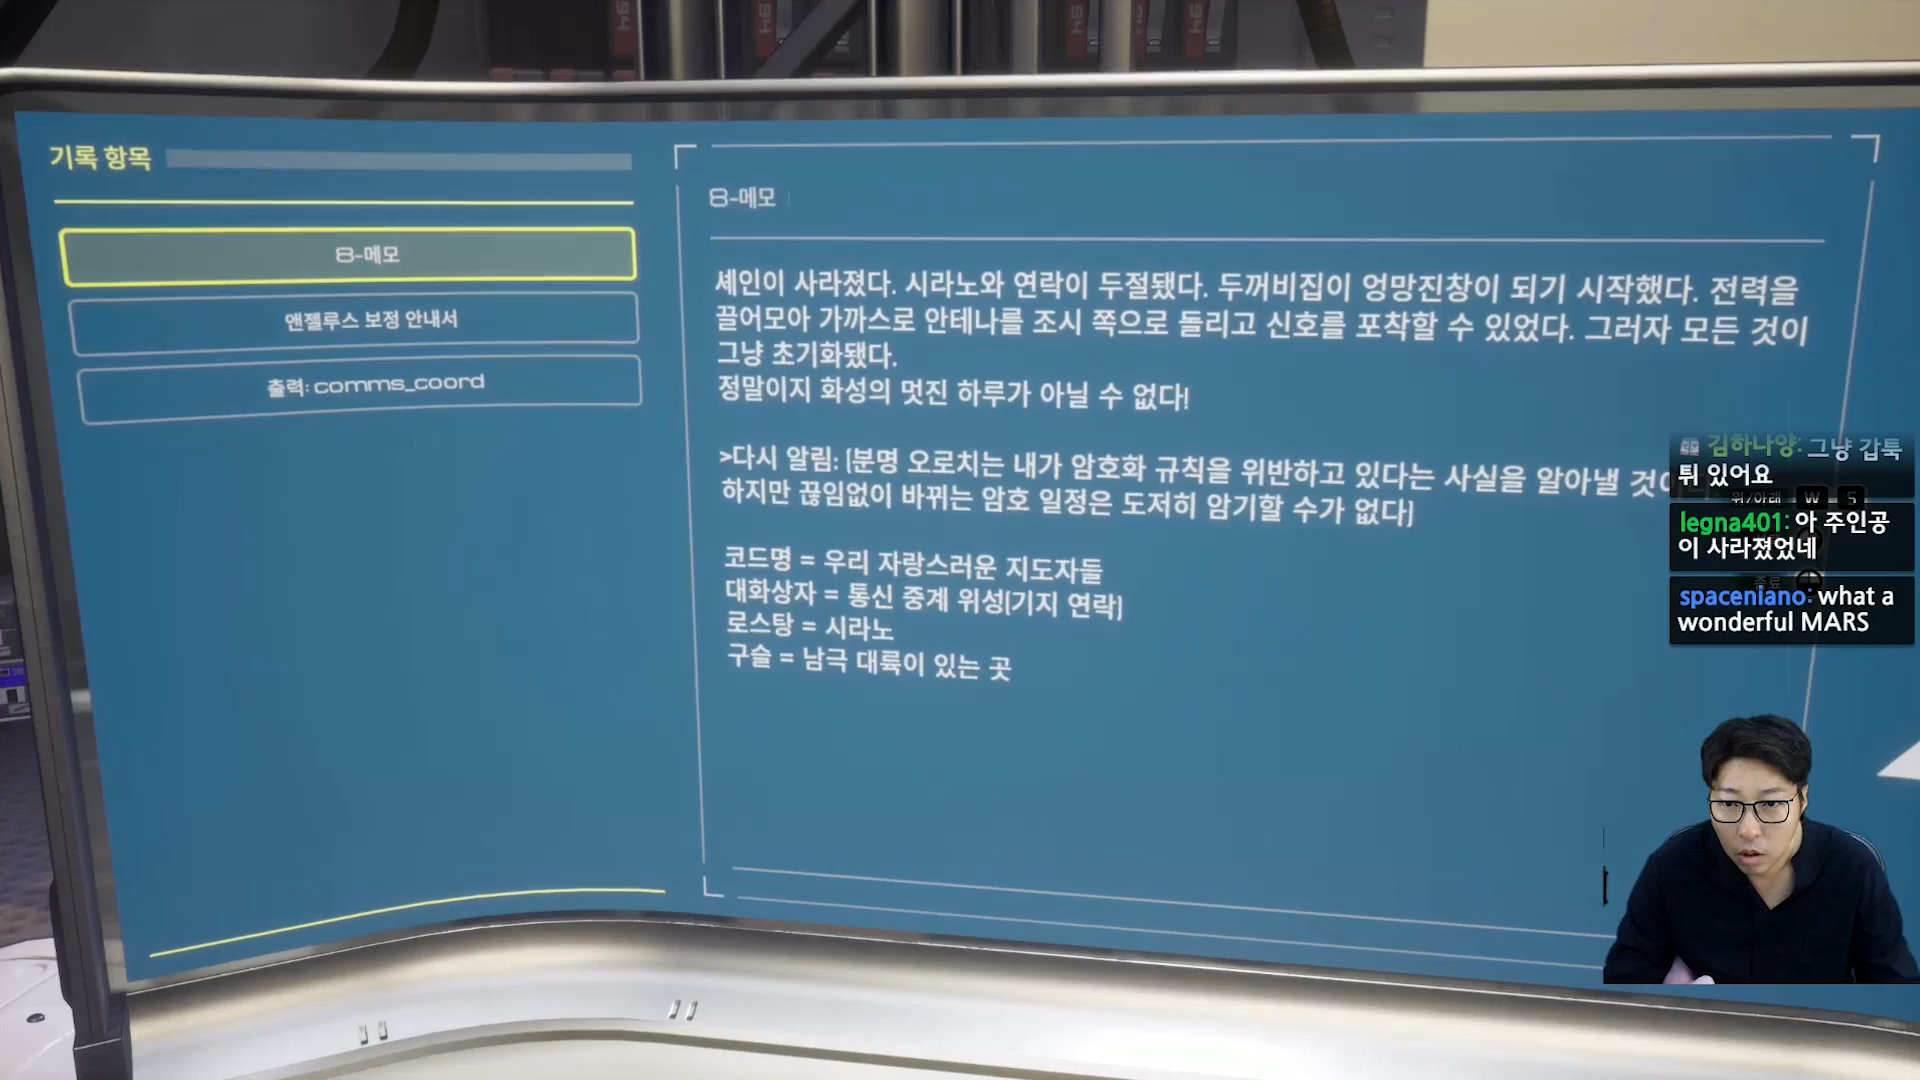 기록 항목
8-메모
앤젤루스 보정 안내서
출력: comms_coord
8-메모
셰인이 사라졌다. 시라노와 연락이 두절됐다. 두꺼비집이 엉망진창이 되기 시작했다. 전력을
끌어모아 가까스로 안테나를 조시 쪽으로 돌리고 신호를 포착할 수 있었다. 그러자 모든 것이
그냥 초기화됐다.
정말이지 화성의 멋진 하루가 아닐 수 없다!
>다시 알림: [분명 오로치는 내가 암호화 규칙을 위반하고 있다는 사실을 알아낼
하지만 끊임없이 바뀌는 암호 일정은 도저히 암기할 수가 없다]
코드명 = 우리 자랑스러운 지도자들
대화상자 = 통신 중계 위성(기지 연락)
로스탕 = 시라노
구슬 = 남극 대륙이 있는 곳
김하나양: 그냥 갑툭
튀 있어요
위/아래 W S
legna401: 아 주인공
이 사라졌었네
종료
spaceniano: what a
wonderful MARS